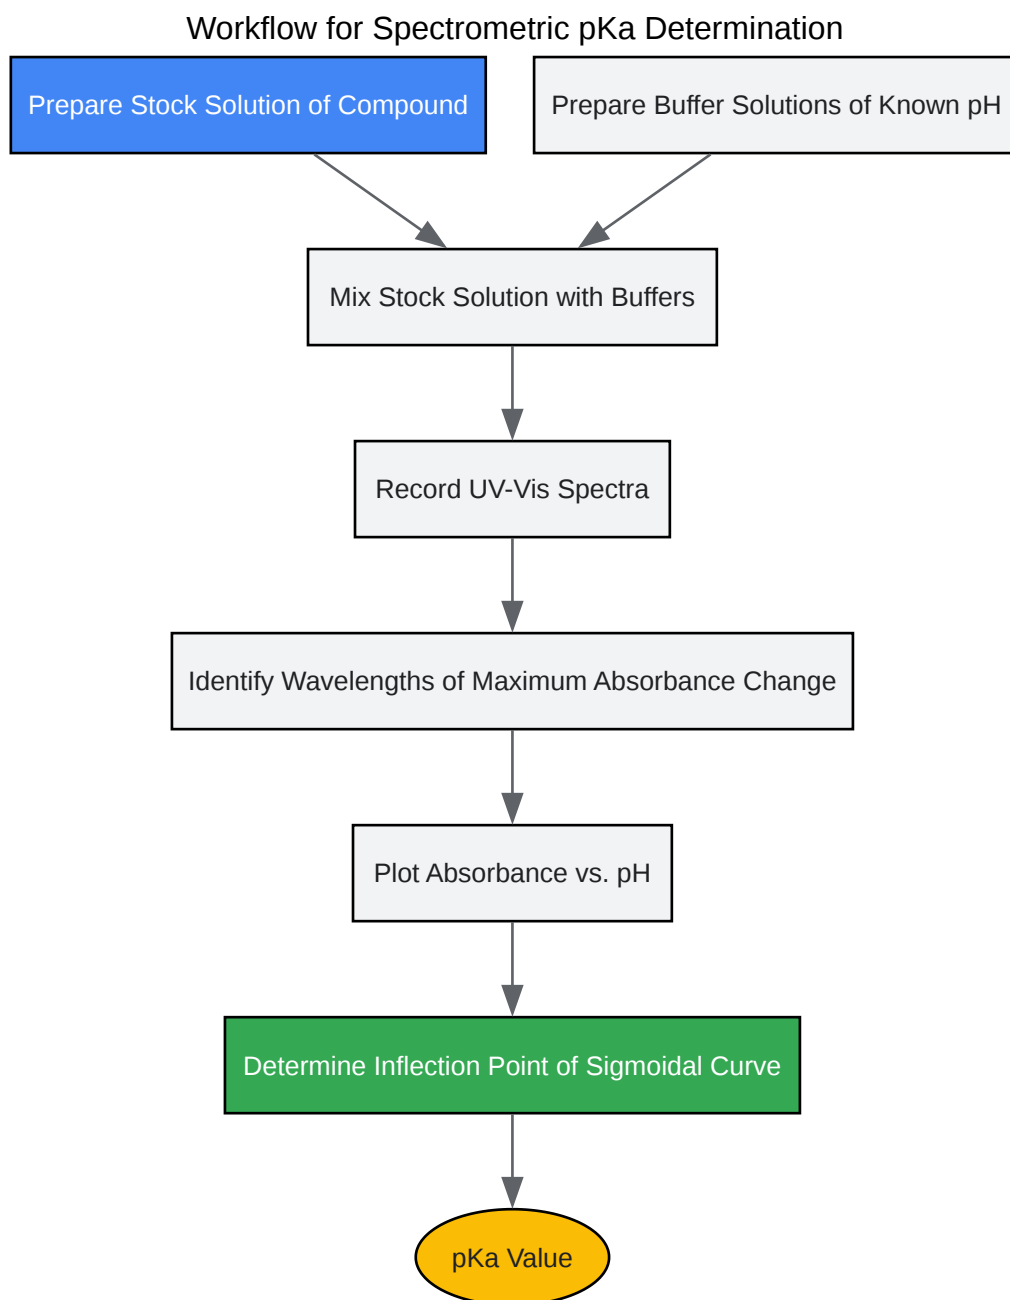 Workflow for Spectrometric pKa Determination
Prepare Stock Solution of Compound
Prepare Buffer Solutions of Known pH
Mix Stock Solution with Buffers
Record UV-Vis Spectra
Identify Wavelengths of Maximum Absorbance Change
Plot Absorbance vs. pH
Determine Inflection Point of Sigmoidal Curve
pKa Value